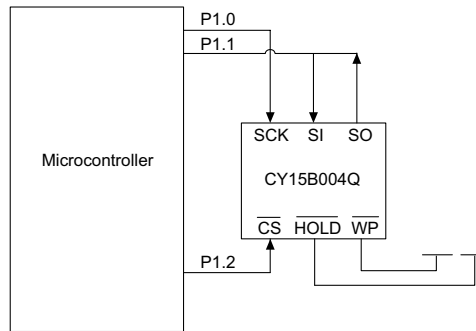 P1.0
P1.1
SCK SI SO
Microcontroller
CY15B004Q
CS HOLD WP
P1.2